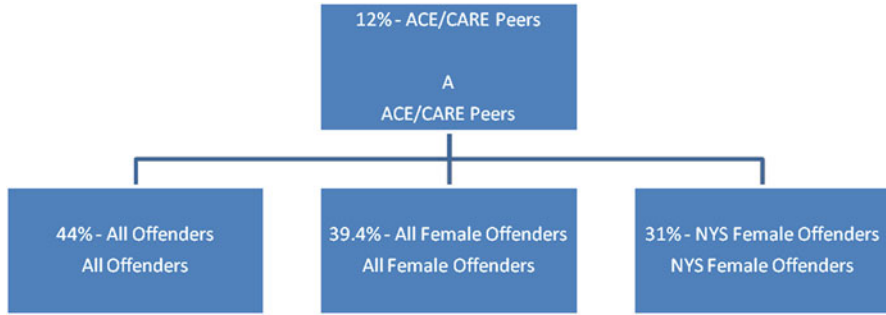 12% - ACE/CARE Peers
A
ACE/CARE Peers
44% - All Offenders
All Offenders
39.4% - All Female Offenders
All Female Offenders
31% - NYS Female Offenders
NYS Female Offenders